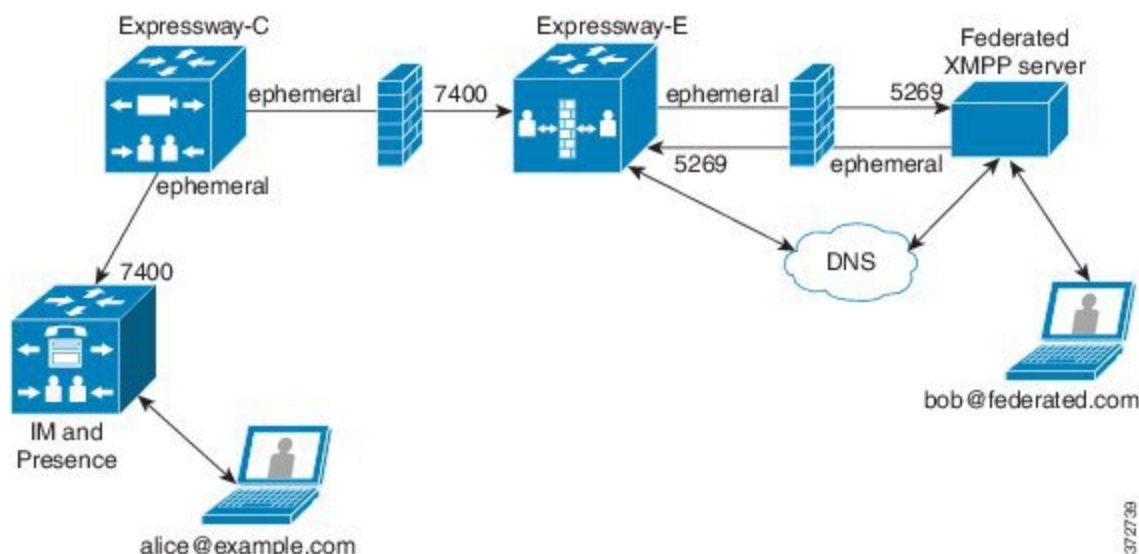 Expressway-C
Expressway-E
Federated
XMPP server
ephemeral
7400
ephemeral
5269
5269
ephemeral
ephemeral
DNS
7400
IM and
Presence
bob@federated.com
alice@example.com
372739